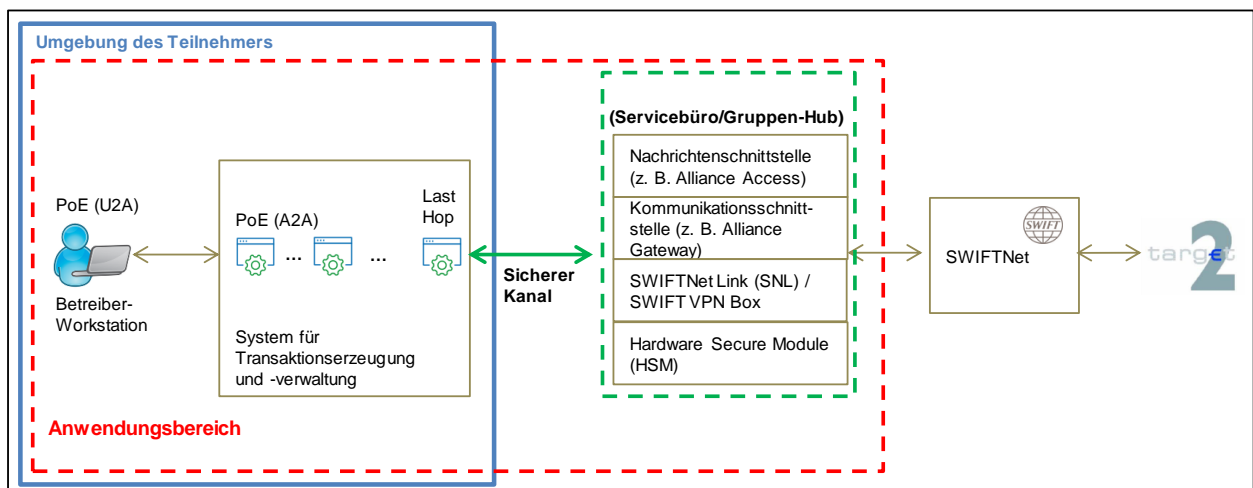 Umgebung des Teilnehmers
PoE (U2A)
Betreiber-
Workstation
PoE (A2A)
...
...
Last
Hop
System für
Transaktionserzeugung
und -verwaltung
Anwendungsbereich
Sicherer
Kanal
(Servicebüro/Gruppen-Hub)
Nachrichtenschnittstelle
(z. B. Alliance Access)
Kommunikationsschnitt-
stelle (z. B. Alliance
Gateway)
SWIFTNet Link (SNL) /
SWIFT VPN Box
Hardware Secure Module
(HSM)
SWIFT
SWIFTNet
target
2